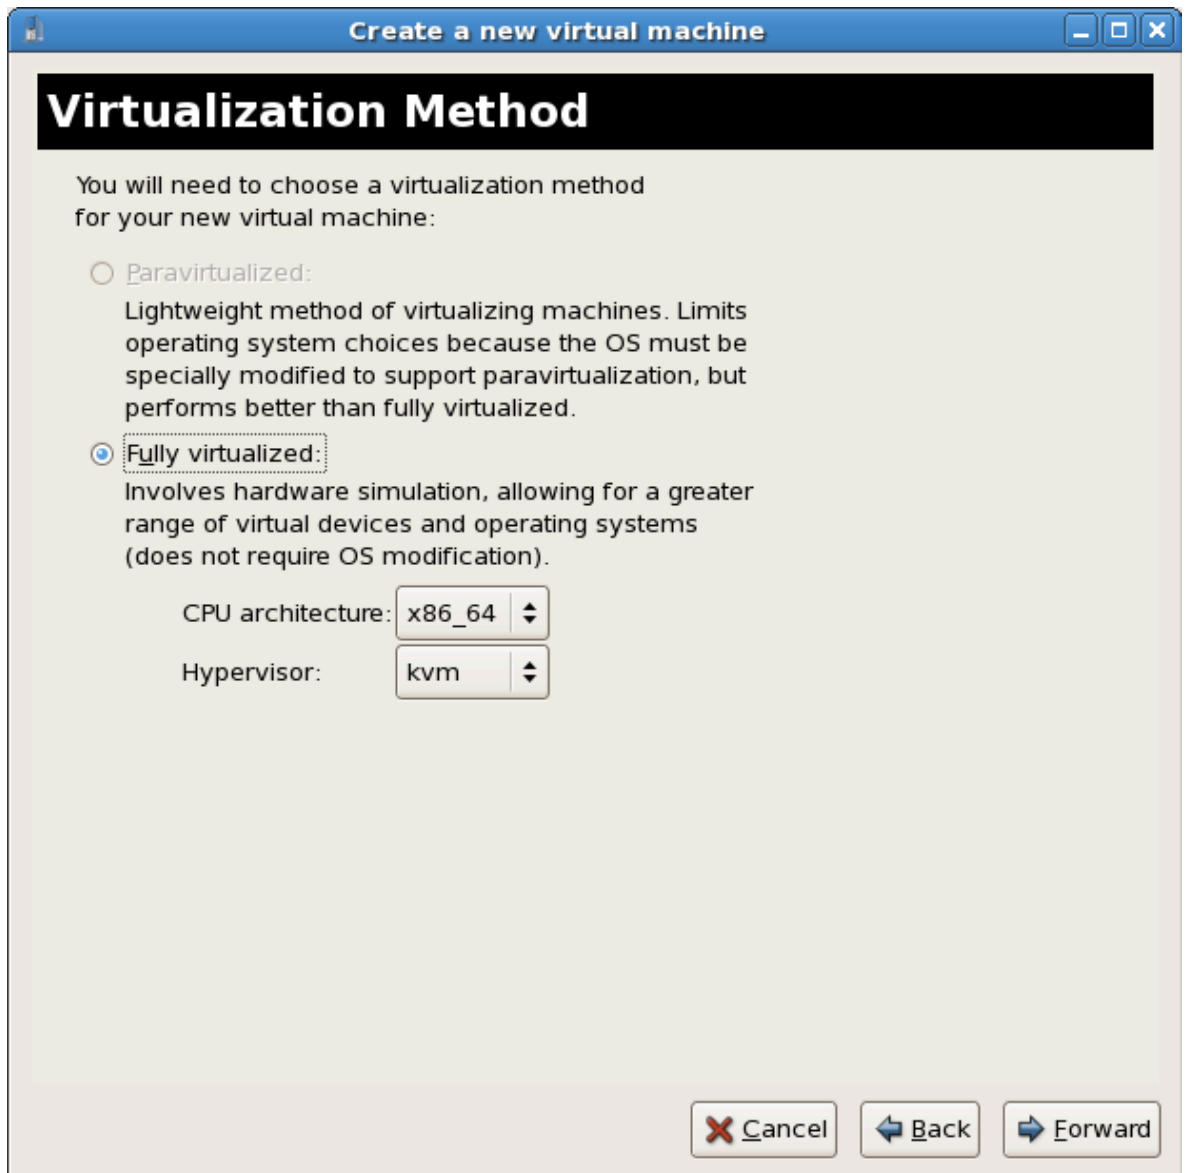 Create a new virtual machine
Virtualization Method
You will need to choose a virtualization method
for your new virtual machine:
Paravirtualized:
Lightweight method of virtualizing machines. Limits
operating system choices because the OS must be
specially modified to support paravirtualization, but
performs better than fully virtualized.
Fully virtualized:
Involves hardware simulation, allowing for a greater
range of virtual devices and operating systems
(does not require OS modification).
CPU architecture: x86_64
Hypervisor: kvm
Cancel Back Forward